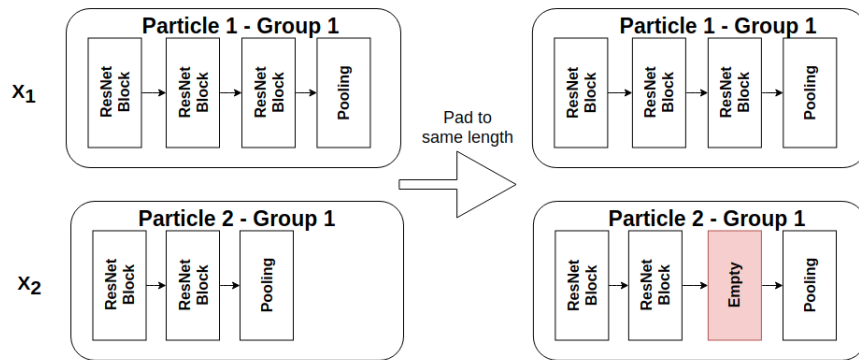 Particle 1 - Group 1
X1
ResNet
Block
ResNet
Block
ResNet
Block
Pooling
Pad to
same length
Particle 1 - Group 1
ResNet
Block
ResNet
Block
ResNet
Block
Pooling
Particle 2 - Group 1
X2
ResNet
Block
ResNet
Block
Pooling
Particle 2 - Group 1
ResNet
Block
ResNet
Block
Empty
Pooling